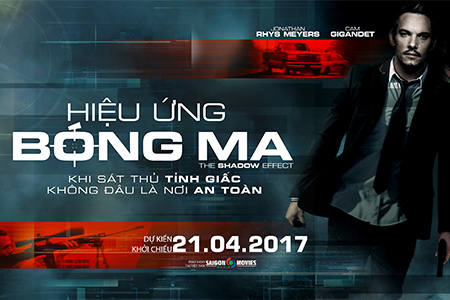 JONATHAN
RHYS MEYERS
CAM
GIGANDET
HIỆU ỨNG
BÓNG MA
THE SHADOW EFFECT
KHI SÁT THỦ TỈNH GIẤC
KHÔNG ĐÂU LÀ NƠI AN TOÀN
DỰ KIẾN
KHỞI CHIẾU
21.04.2017
SAIGON MOVIES